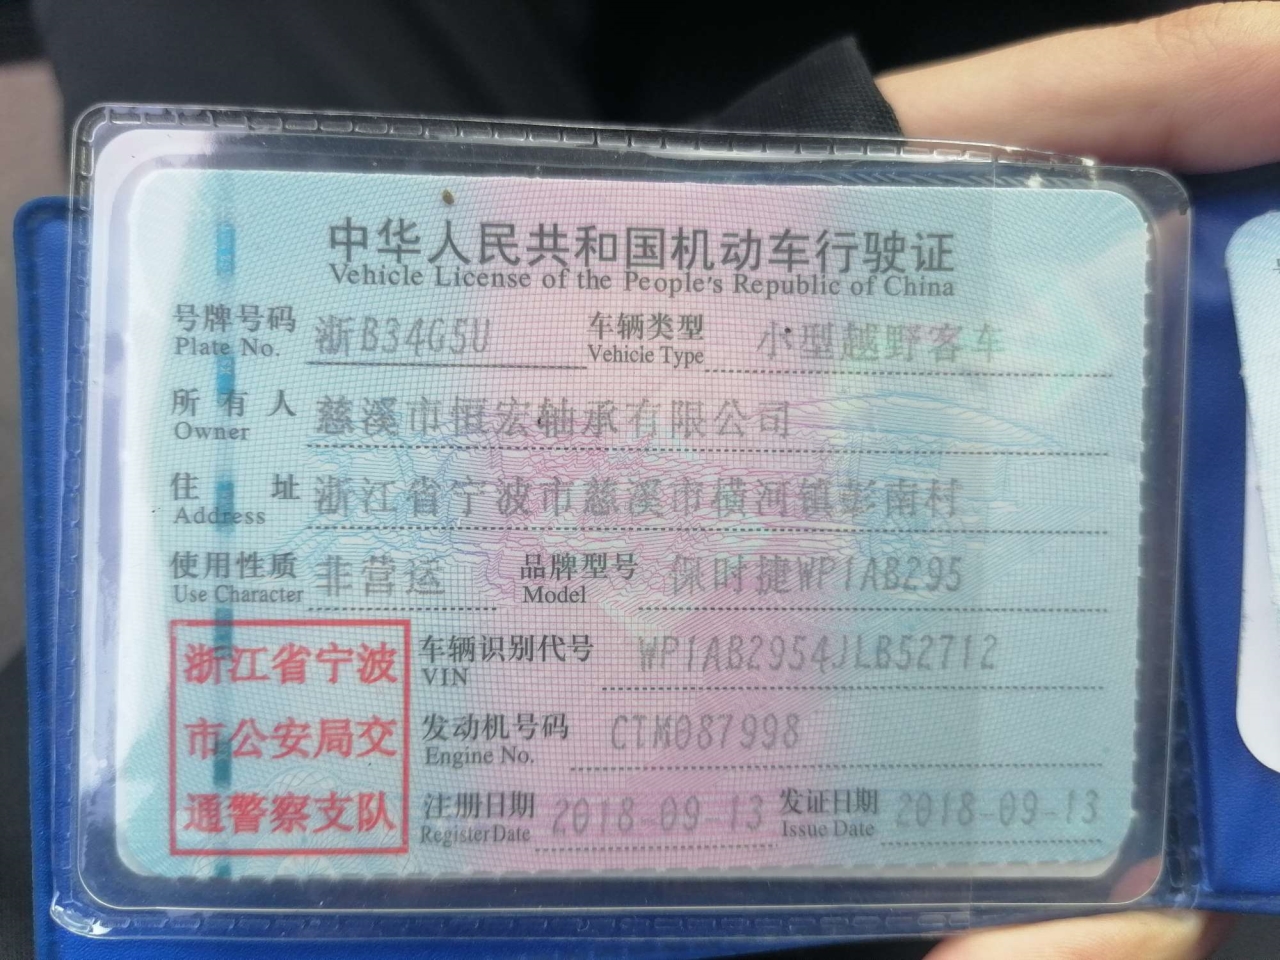 中华人民共和国机动车行驶证
Vehicle License of the People's Republic of China
号牌号码 浙B34G5U 车辆类型 小型越野客车
Plate No. Vehicle Type
所有人 慈溪市恒宏轴承有限公司
Owner
住址 浙江省宁波市慈溪市横河镇彭南村
Address
使用性质 非营运 品牌型号 保时捷WP1AB295
Use Character Model
浙江省宁波
市公安局交
通警察支队
车辆识别代号 WP1AB2954JLB52712
VIN
发动机号码 CTM087998
Engine No.
注册日期 2018-09-13 发证日期 2018-09-13
Register Date Issue Date